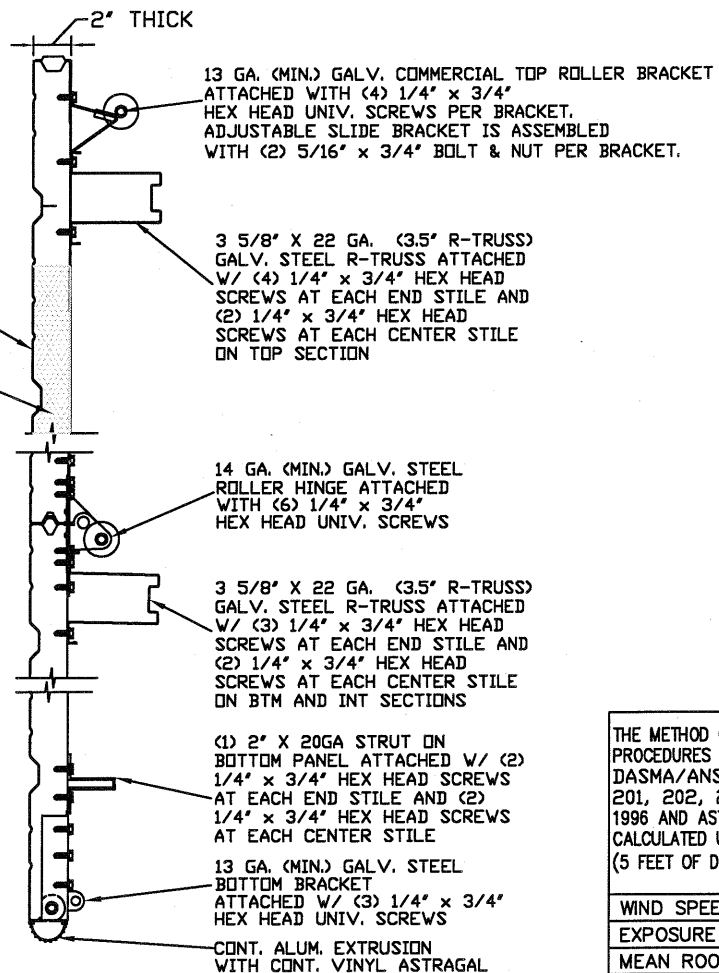 2" THICK
13 GA. (MIN.) GALV. COMMERCIAL TOP ROLLER BRACKET
ATTACHED WITH (4) 1/4" x 3/4"
HEX HEAD UNIV. SCREWS PER BRACKET.
ADJUSTABLE SLIDE BRACKET IS ASSEMBLED
WITH (2) 5/16" x 3/4" BOLT & NUT PER BRACKET.
3 5/8" X 22 GA. (3.5" R-TRUSS)
GALV. STEEL R-TRUSS ATTACHED
W/ (4) 1/4" x 3/4" HEX HEAD
SCREWS AT EACH END STILE AND
(2) 1/4" x 3/4" HEX HEAD
SCREWS AT EACH CENTER STILE
ON TOP SECTION
14 GA. (MIN.) GALV. STEEL
ROLLER HINGE ATTACHED
WITH (6) 1/4" x 3/4"
HEX HEAD UNIV. SCREWS
3 5/8" X 22 GA. (3.5" R-TRUSS)
GALV. STEEL R-TRUSS ATTACHED
W/ (3) 1/4" x 3/4" HEX HEAD
SCREWS AT EACH END STILE AND
(2) 1/4" x 3/4" HEX HEAD
SCREWS AT EACH CENTER STILE
ON BTM AND INT SECTIONS
(1) 2" X 20GA STRUT ON
BOTTOM PANEL ATTACHED W/ (2)
1/4" x 3/4" HEX HEAD SCREWS
AT EACH END STILE AND (2)
1/4" x 3/4" HEX HEAD SCREWS
AT EACH CENTER STILE
13 GA. (MIN.) GALV. STEEL
BOTTOM BRACKET
ATTACHED W/ (3) 1/4" x 3/4"
HEX HEAD UNIV. SCREWS
CONT. ALUM. EXTRUSION
WITH CONT. VINYL ASTRAGAL
THE METHOD
PROCEDURES
DASMA/ANS
201, 202,
1996 AND AS
CALCULATED U
(5 FEET OF D
WIND SPEE
EXPOSURE
MEAN ROO